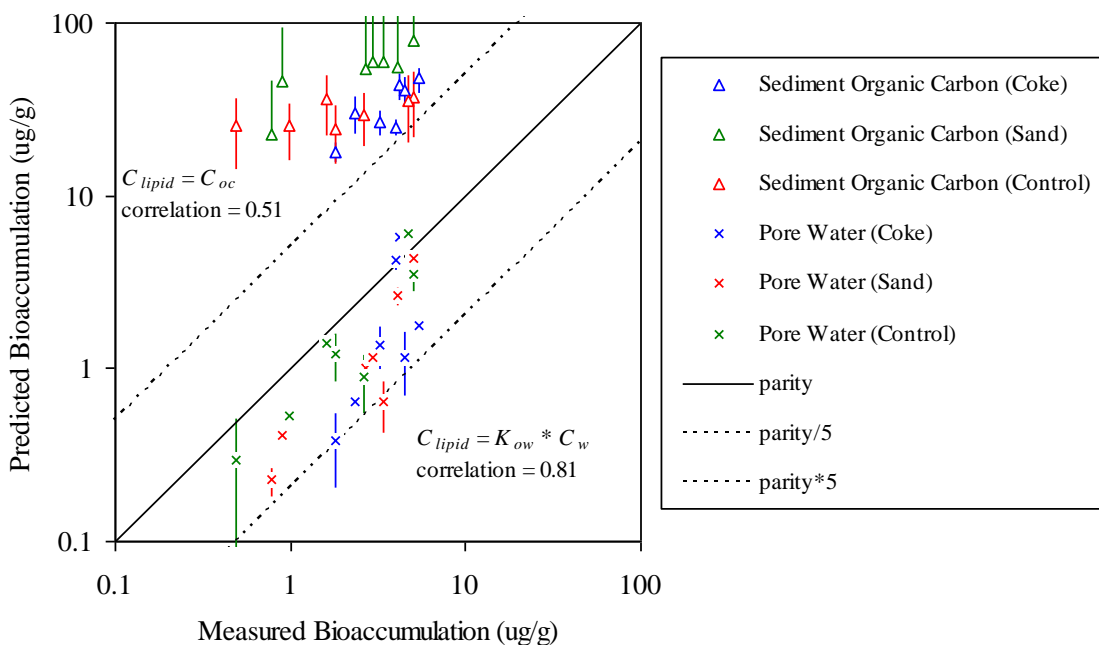 100
10
1
0.1
0.1
1
10
100
Predicted Bioaccumulation (ug/g)
Measured Bioaccumulation (ug/g)
C lipid = C oc
correlation = 0.51
C lipid = K ow * C w
correlation = 0.81
Sediment Organic Carbon (Coke)
Sediment Organic Carbon (Sand)
Sediment Organic Carbon (Control)
Pore Water (Coke)
Pore Water (Sand)
Pore Water (Control)
parity
parity/5
parity*5